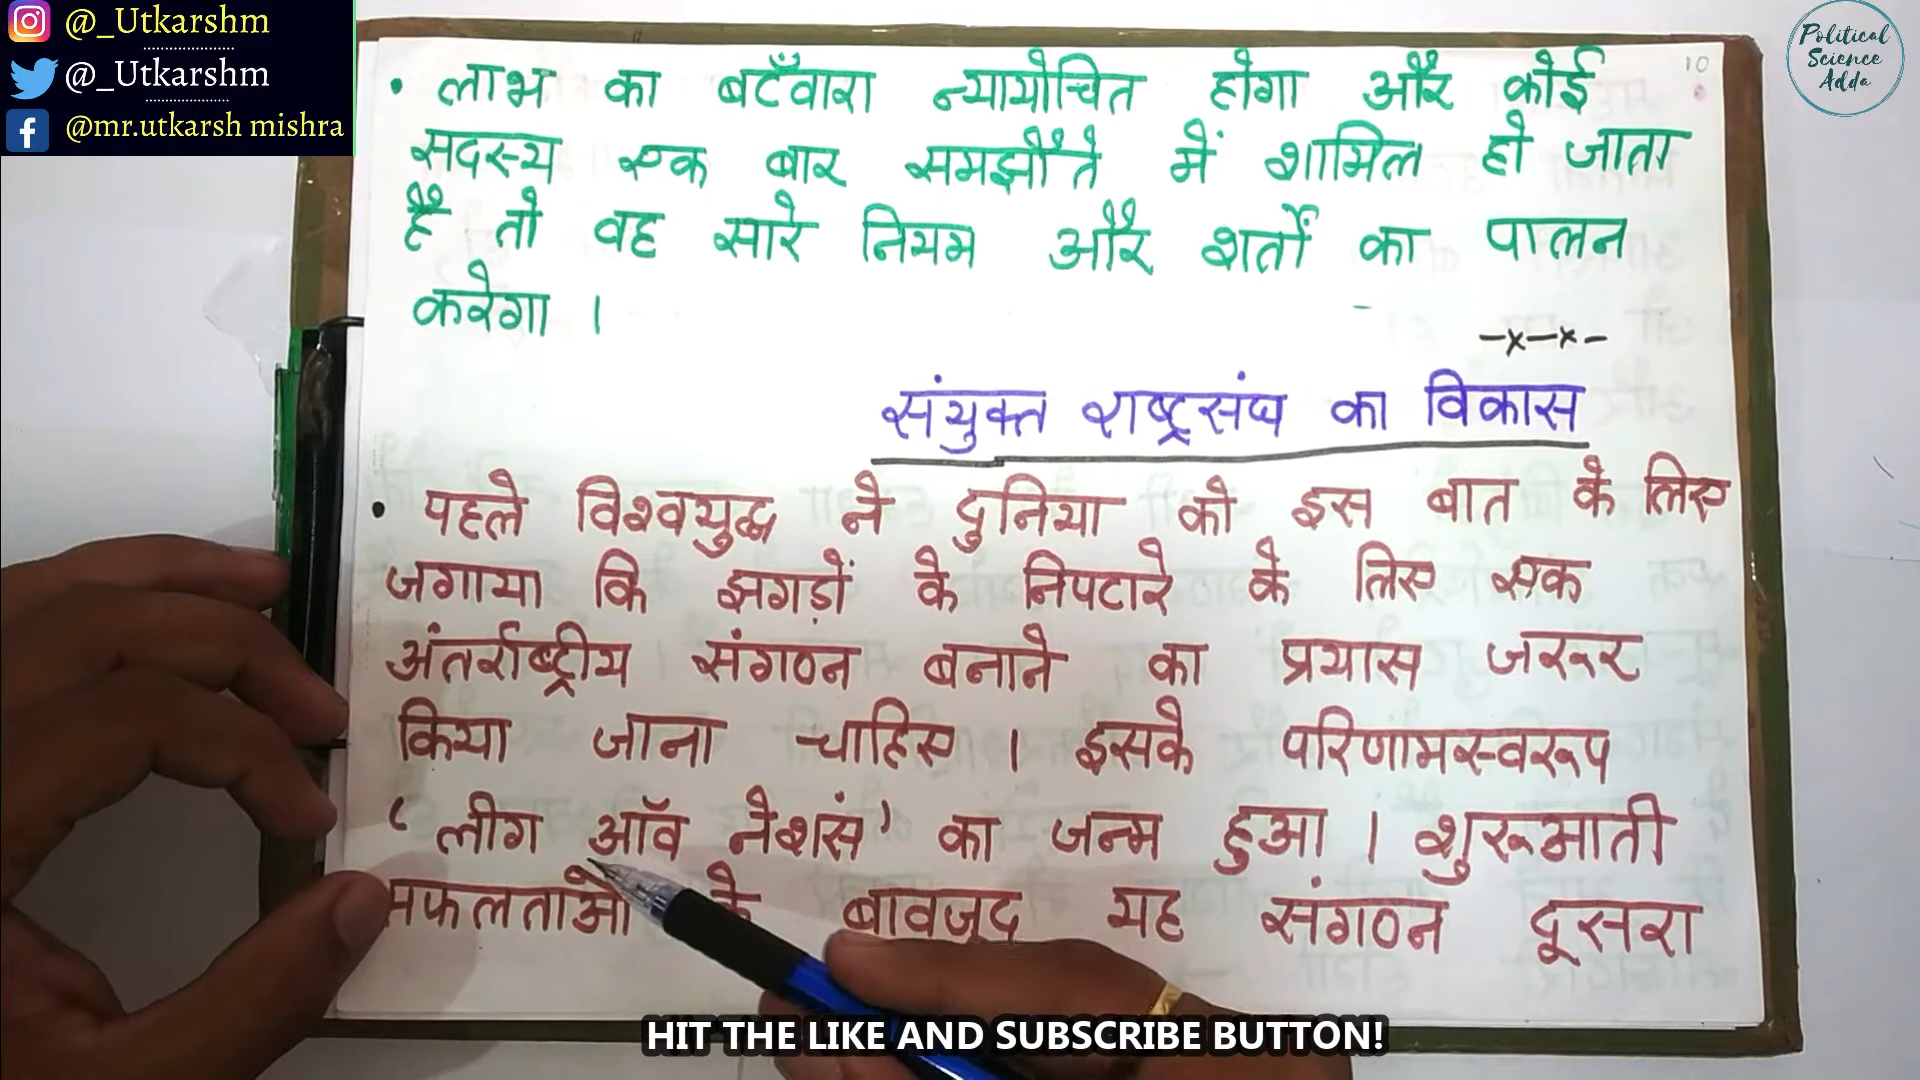 @_Utkarshm
@_Utkarshm
@mr.utkarsh mishra
Political
Science
Adda
10
• लाभ का बटँवारा न्यायोचित होगा और कोई
सदस्य एक बार समझौते में शामिल हो जाता
है तो वह सारे नियम और शर्तों का पालन
करेगा ।
-x-x-
संयुक्त राष्ट्रसंघ का विकास
• पहले विश्वयुद्ध ने दुनिया को इस बात के लिए
जगाया कि झगड़ों के निपटारे के लिए एक
अंतर्राष्ट्रीय संगठन बनाने का प्रयास जरूर
किया जाना चाहिए । इसके परिणामस्वरूप
‘लीग ऑव नेशसं’ का जन्म हुआ । शुरूआती
सफलताओ के बावजूद यह संगठन दूसरा
HIT THE LIKE AND SUBSCRIBE BUTTON!